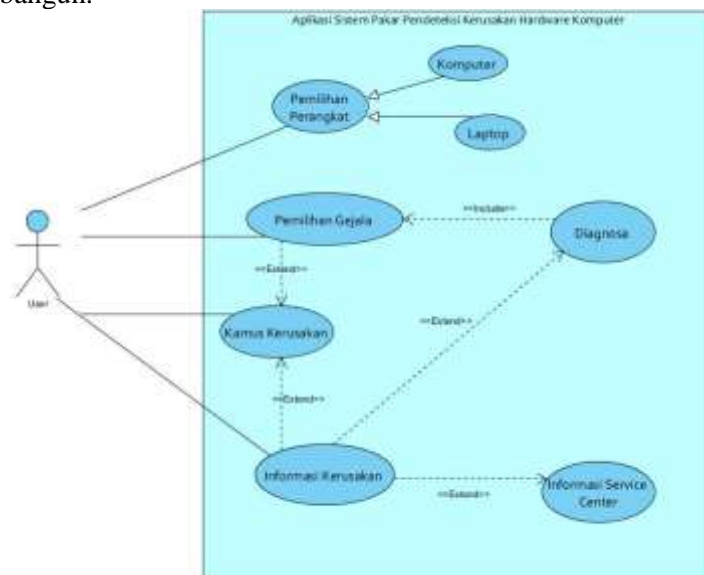 bangun.
Aplikasi Sistem Pakar Pendeteksi Kerusakan Hardware Komputer
Komputer
Pemilihan
Perangkat
Laptop
Pemilihan Gejala
<<Include>>
Diagnosa
User
<<Extend>>
Kamus Kerusakan
<<Extend>>
<<Extend>>
Informasi Kerusakan
<<Extend>>
Informasi Service
Center